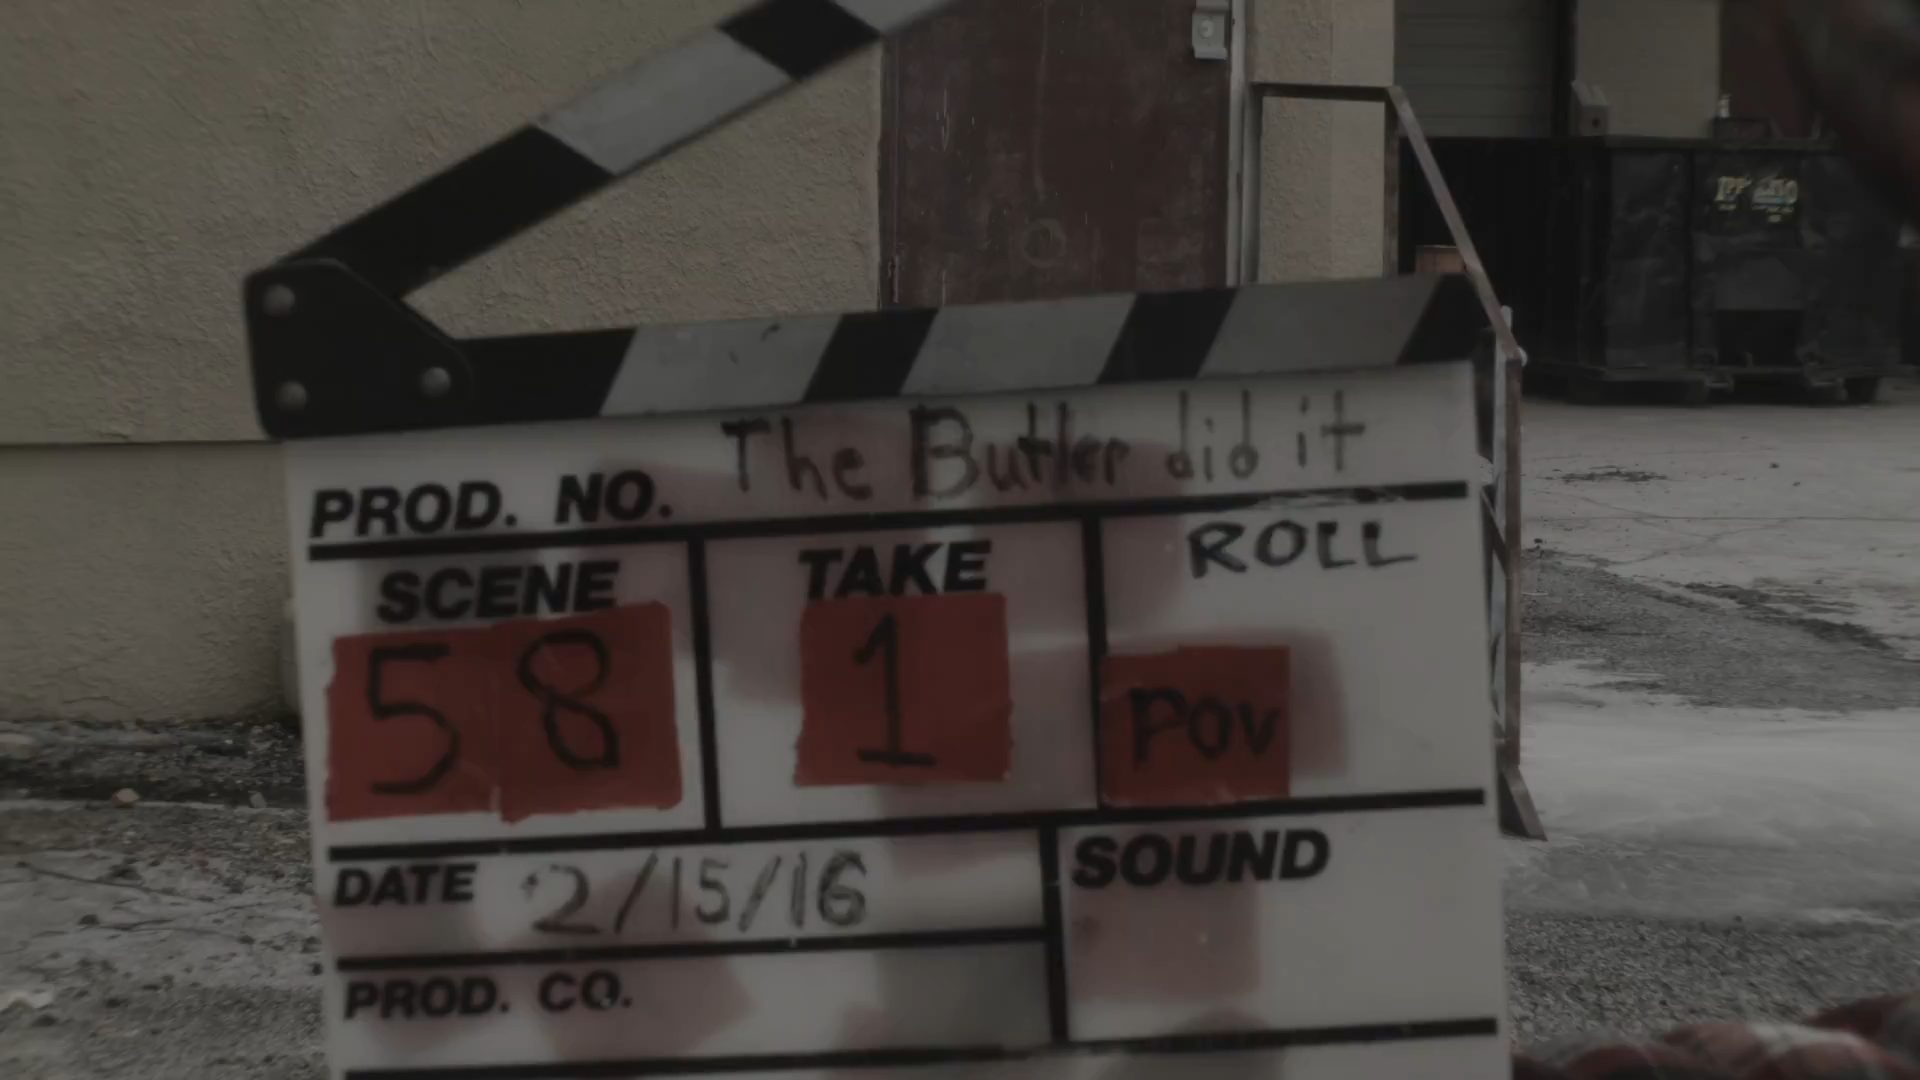 PROD. NO. The Butler did it
SCENE TAKE ROLL
58 1 POV
DATE 2/15/16 SOUND
PROD. CO.